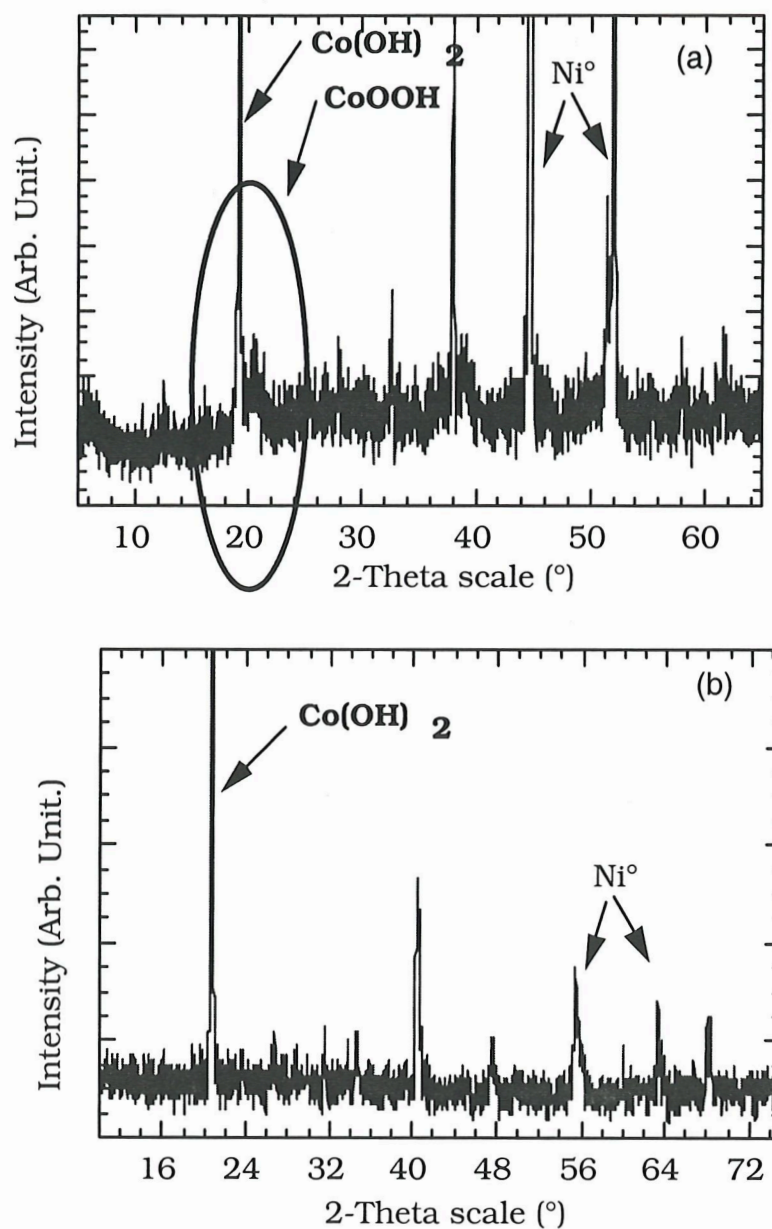 Co(OH) 2
CoOOH
Ni°
(a)
Intensity (Arb. Unit.)
10 20 30 40 50 60
2-Theta scale (°)
(b)
Co(OH) 2
Ni°
Intensity (Arb. Unit.)
16 24 32 40 48 56 64 72
2-Theta scale (°)